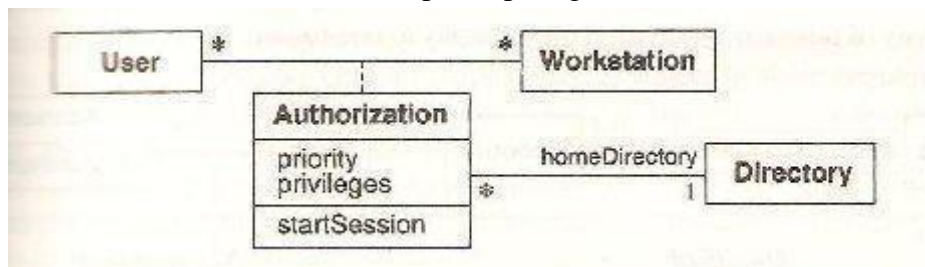 User
*
*
Workstation
Authorization
priority
privileges
startSession
*
homeDirectory
1
Directory